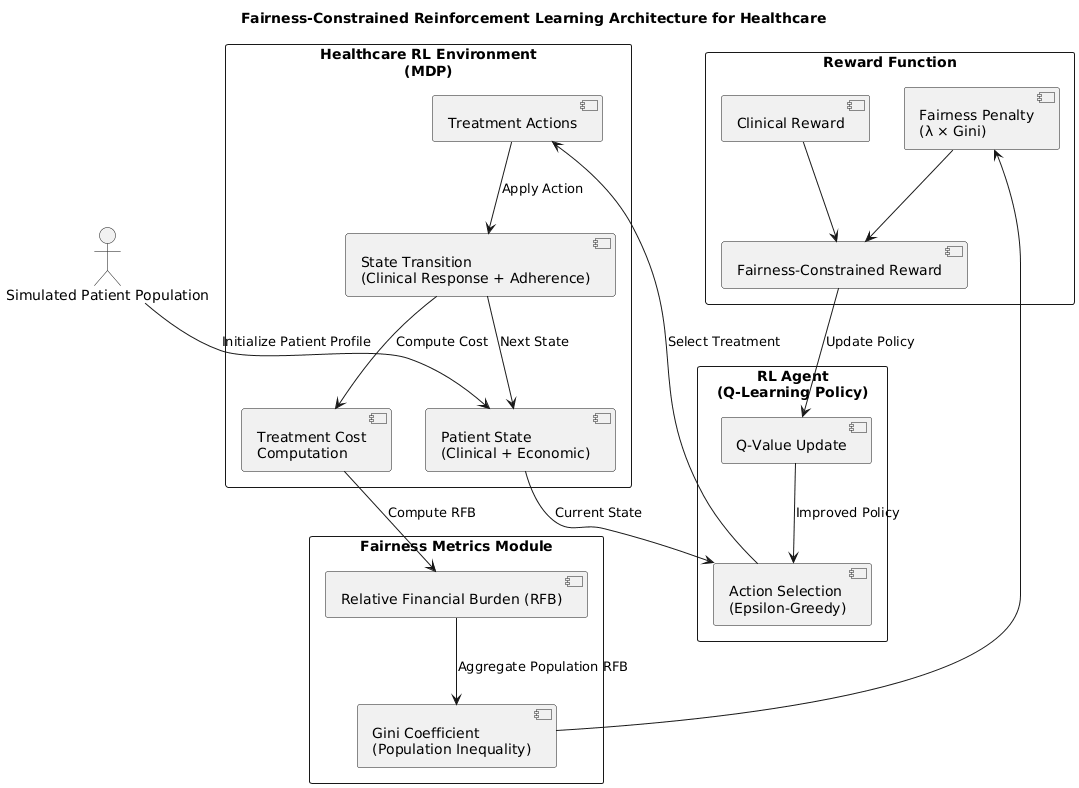 Fairness-Constrained Reinforcement Learning Architecture for Healthcare
Healthcare RL Environment
(MDP)
Treatment Actions
Apply Action
State Transition
(Clinical Response + Adherence)
Simulated Patient Population
Initialize Patient Profile
Compute Cost
Next State
Select Treatment
Treatment Cost
Computation
Patient State
(Clinical + Economic)
Reward Function
Clinical Reward
Fairness Penalty
(λ × Gini)
Fairness-Constrained Reward
Update Policy
RL Agent
(Q-Learning Policy)
Q-Value Update
Improved Policy
Action Selection
(Epsilon-Greedy)
Compute RFB
Current State
Fairness Metrics Module
Relative Financial Burden (RFB)
Aggregate Population RFB
Gini Coefficient
(Population Inequality)